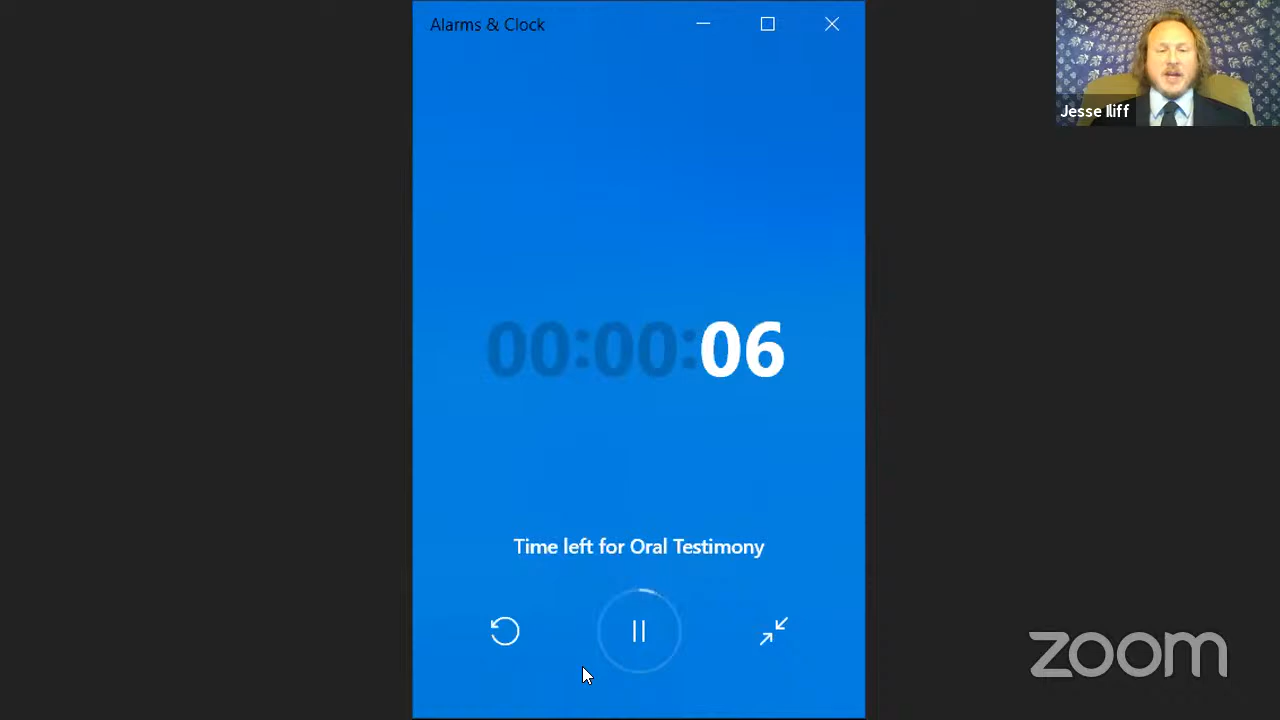 Alarms & Clock
Jesse Iliff
00:00:06
Time left for Oral Testimony
zoom